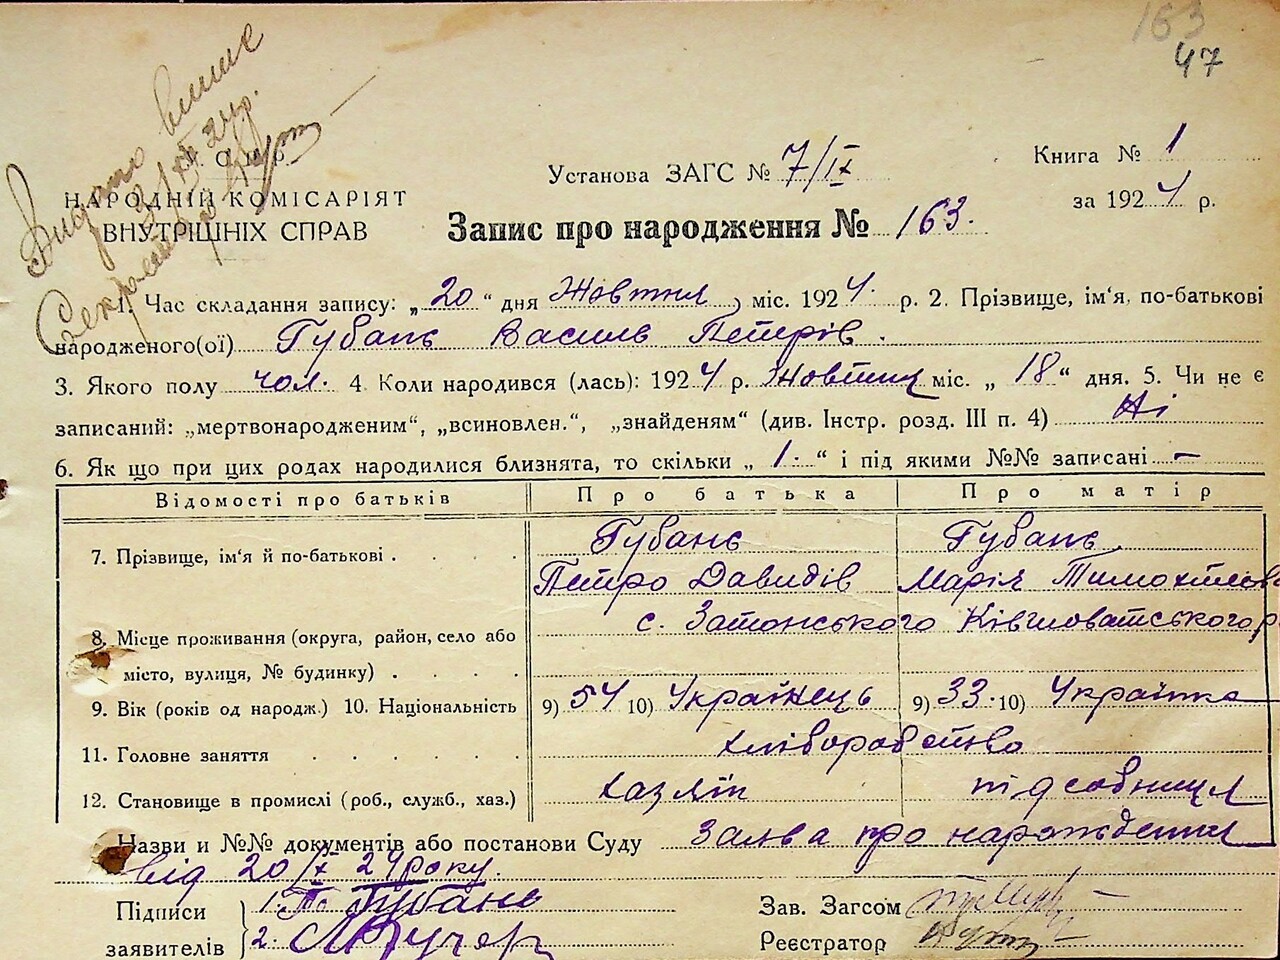 163
47
Видано
Установа ЗАГС № 7/IX
Книга № 1
за 1924 р.
НАРОДНІЙ КОМІСАРІЯТ
ВНУТРІШНІХ СПРАВ
Запис про народження № 163.
1. Час складання запису: „20“ дня Жовтня міс. 1924. р. 2. Прізвище, ім'я, по-батькові
народженого(ої) Губань Василь Петрів.
3. Якого полу чол. 4. Коли народився (лась): 1924 р. Жовтня міс. „18“ дня. 5. Чи не є
записаний: „мертвонародженим“, „всиновлен.“, „знайденям“ (див. Інстр. розд. III п. 4) Ні
6. Як що при цих родах народилися близнята, то скільки „1.“ і під якими №№ записані –
Відомості про батьків Про батька Про матір
7. Прізвище, ім'я й по-батькові . . . . Губань Губань
Петро Давидів Марія
8. Місце проживання (округа, район, село або с. Затонського
місто, вулиця, № будинку) . . . .
9. Вік (років од народж.) 10. Національність 9) 54 10) Українець 9) 33. 10) Українка
11. Головне заняття . . . . . . хліборобство
12. Становище в промислі (роб., служб., хаз.) хазяїн підсобниця
Назви и №№ документів або постанови Суду Заява про народження
від 20/X 24 року.
Підписи 1. П. Губань Зав. Загсом
заявителів 2. Реєстратор